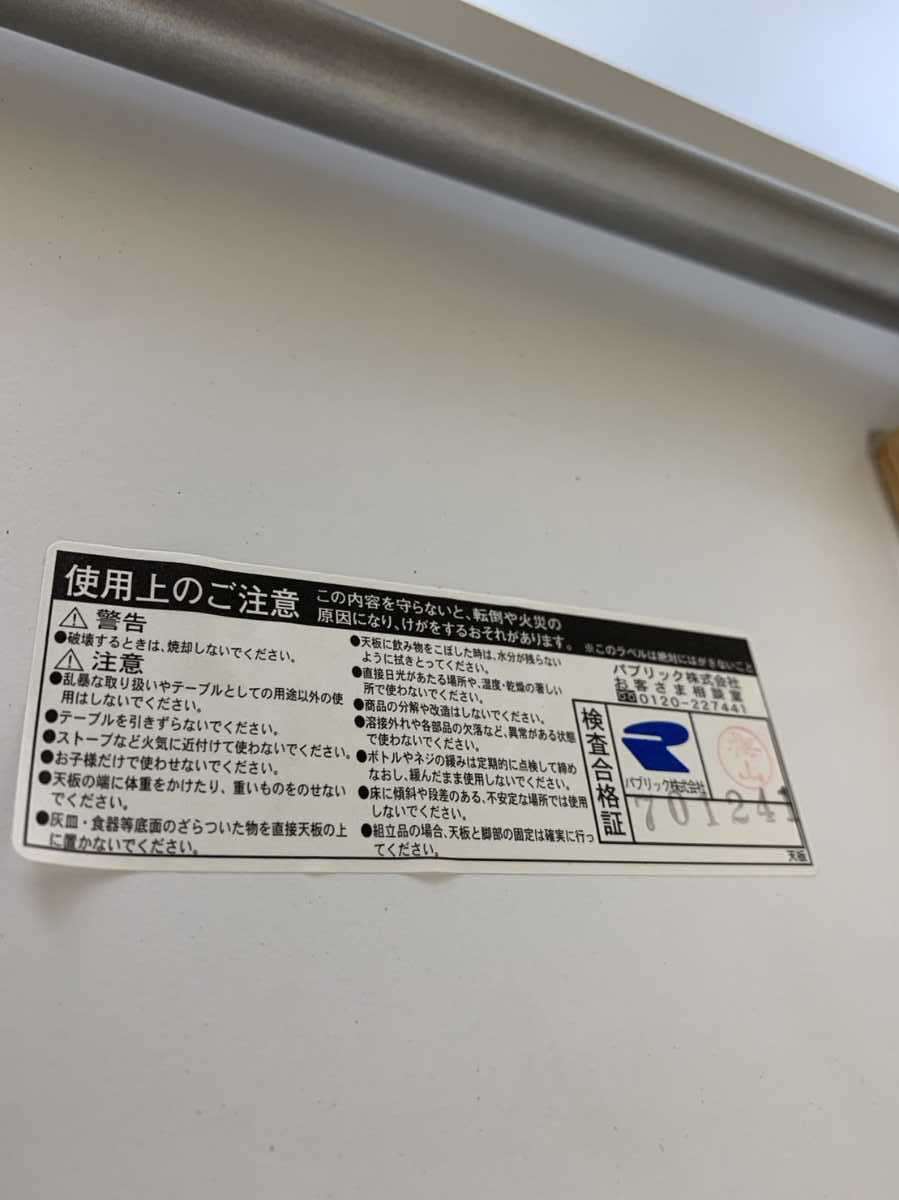 使用上のご注意
この内容を守らないと、転倒や火災の
原因になり、けがをするおそれがあります。
※このラベルは絶対にはがさないこと
警告
●破壊するときは、焼却しないでください。
注意
●乱暴な取り扱いやテーブルとしての用途以外の使
用はしないでください。
●テーブルを引きずらないでください。
●ストーブなど火気に近付けて使わないでください。
●お子様だけで使わせないでください。
●天板の端に体重をかけたり、重いものをのせない
でください。
●灰皿・食器等底面のざらついた物を直接天板の上
に置かないでください。
●天板に飲み物をこぼした時は、水分が残らない
ように拭きとってください。
●直接日光があたる場所や、温度・乾燥の著しい
所で使わないでください。
●商品の分解や改造はしないでください。
●溶接外れや各部品の欠落など、異常がある状態
で使わないでください。
●ボトルやネジの緩みは定期的に点検して締め
なおし、緩んだまま使用しないでください。
●床に傾斜や段差のある、不安定な場所では使用
しないでください。
●組立品の場合、天板と脚部の固定は確実に行っ
てください。
パブリック株式会社
お客さま相談室
0120-227441
検査合格証
パブリック株式会社
701241
天板